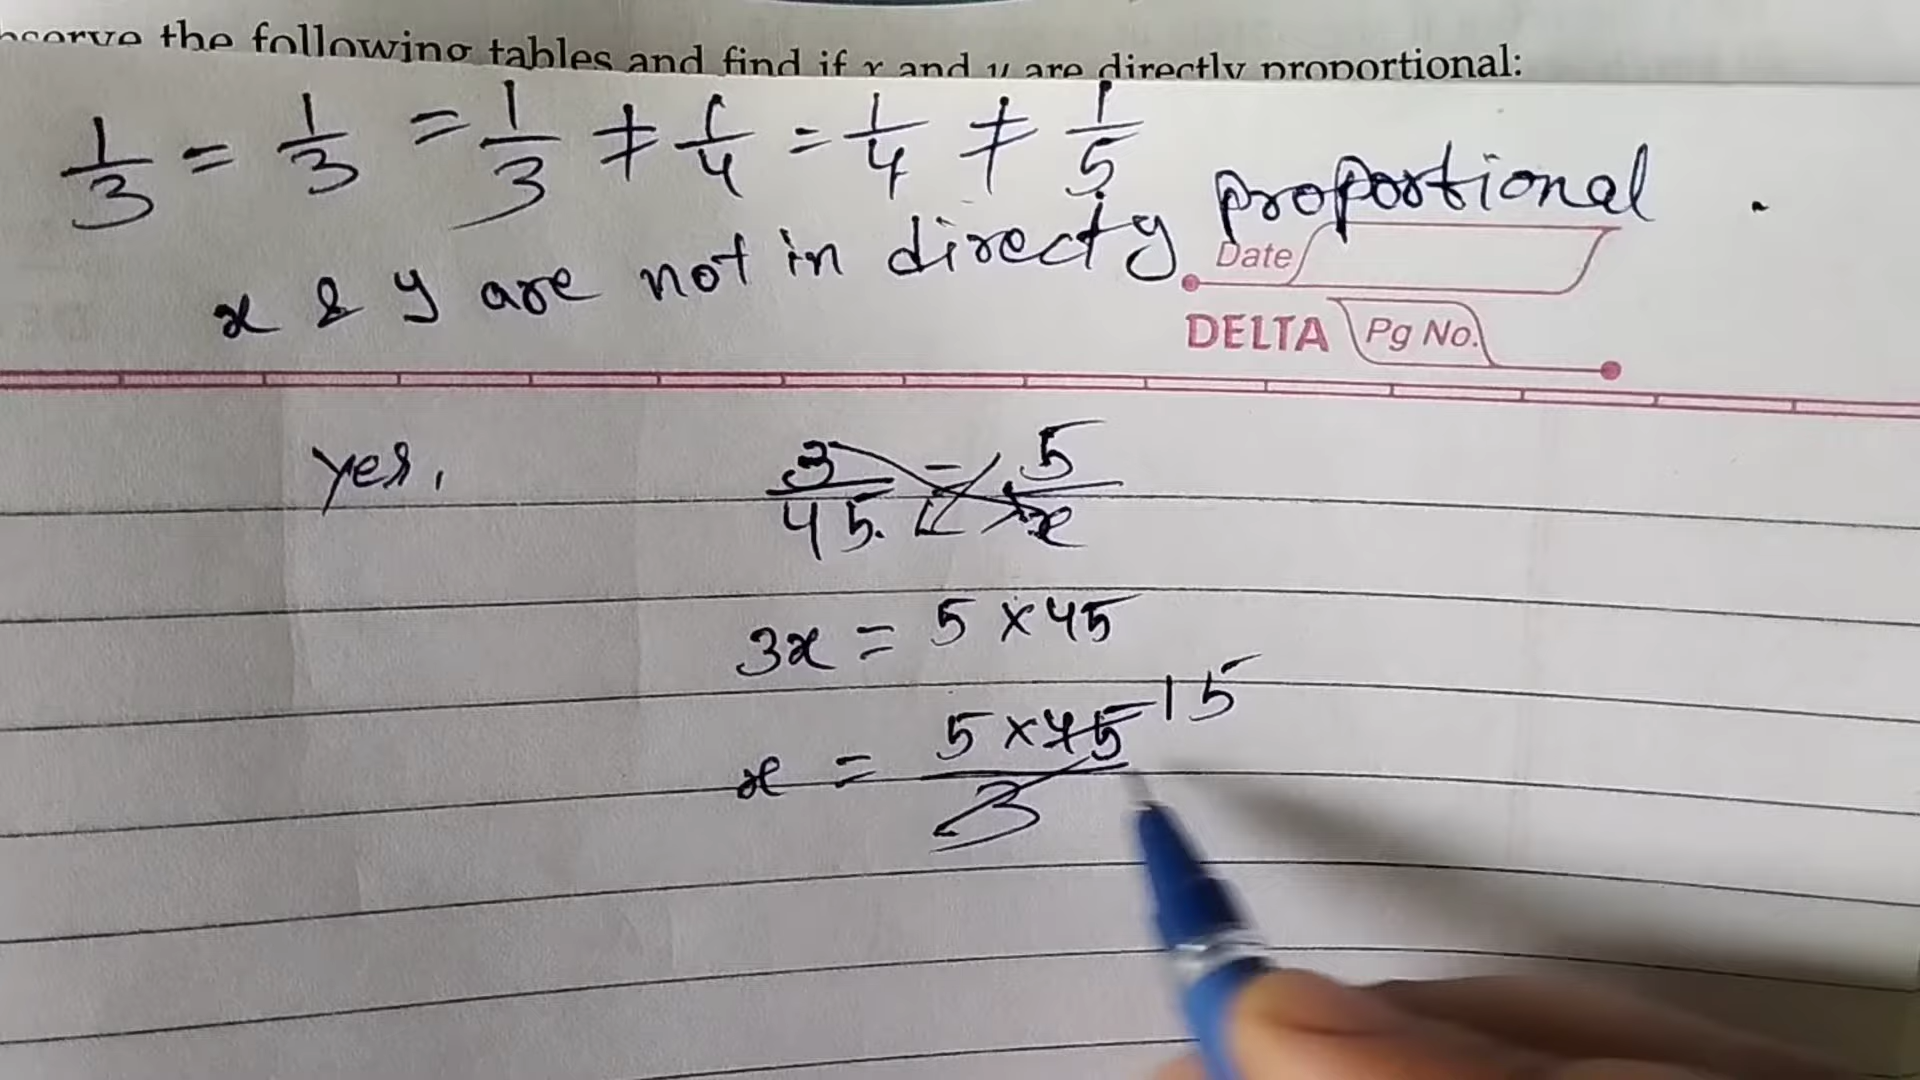 observe the following tables and find if x and y are directly proportional:
1/3 = 1/3 = 1/3 ≠ 1/4 = 1/4 ≠ 1/5
x & y are not in directy proportional .
Date
DELTA Pg No.
yes, 3/45 = 5/x
3x = 5 × 45
x = 5 × 45 15 / 3